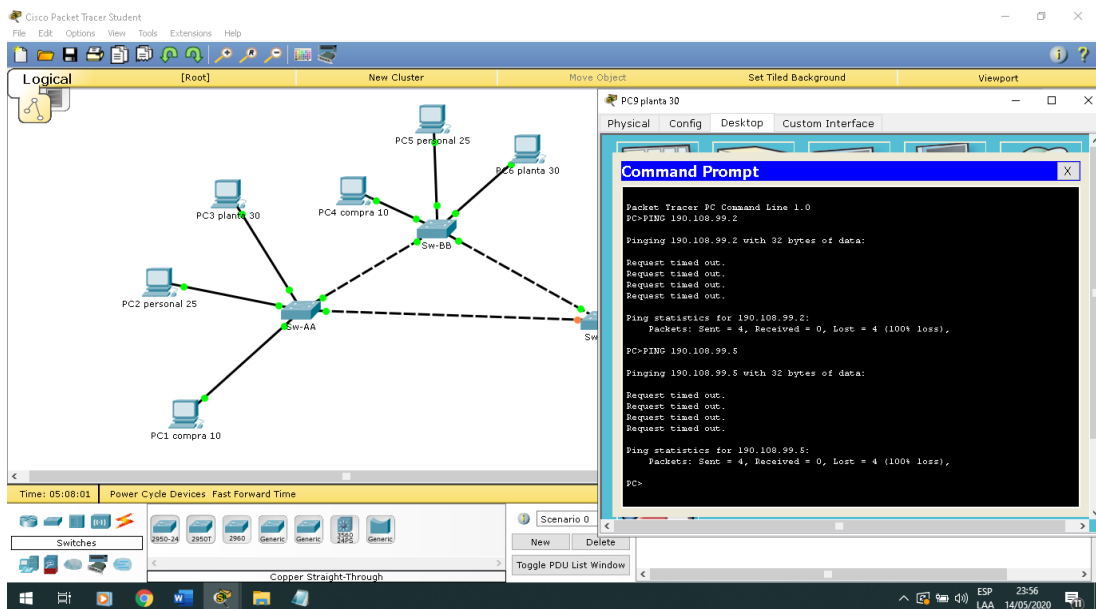 Cisco Packet Tracer Student
File Edit Options View Tools Extensions Help
Logical [Root] New Cluster Move Object Set Tiled Background Viewport
PC5 personal 25
PC6 planta 30
PC4 compra 10
PC3 planta 30
Sw-BB
PC2 personal 25
Sw-AA
Sw
PC1 compra 10
PC9 planta 30
Physical Config Desktop Custom Interface
Command Prompt X
Packet Tracer PC Command Line 1.0
PC>PING 190.108.99.2
Pinging 190.108.99.2 with 32 bytes of data:
Request timed out.
Request timed out.
Request timed out.
Request timed out.
Ping statistics for 190.108.99.2:
Packets: Sent = 4, Received = 0, Lost = 4 (100% loss),
PC>PING 190.108.99.5
Pinging 190.108.99.5 with 32 bytes of data:
Request timed out.
Request timed out.
Request timed out.
Request timed out.
Ping statistics for 190.108.99.5:
Packets: Sent = 4, Received = 0, Lost = 4 (100% loss),
PC>
Time: 05:08:01 Power Cycle Devices Fast Forward Time
Switches
2950-24 2950T 2960 Generic Generic 3560 24PS Generic
Copper Straight-Through
Scenario 0
New Delete
Toggle PDU List Window
ESP 23:56
LAA 14/05/2020